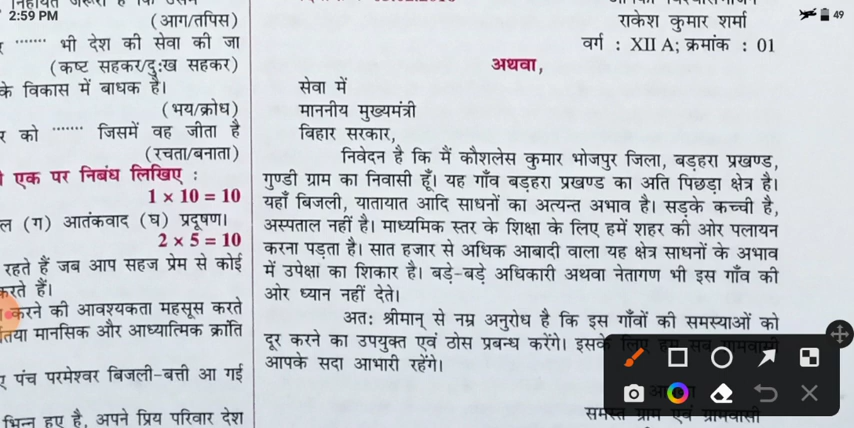 2:59 PM
49
(आग/तपिस)
....... भी देश की सेवा की जा
(कष्ट सहकर/दुःख सहकर)
के विकास में बाधक है।
(भय/क्रोध)
को ....... जिसमें वह जीता है
(रचता/बनाता)
एक पर निबंध लिखिए :
1 × 10 = 10
(ग) आतंकवाद (घ) प्रदूषण।
2 × 5 = 10
रहते हैं जब आप सहज प्रेम से कोई
करते हैं।
करने की आवश्यकता महसूस करते
मानसिक और आध्यात्मिक क्रांति
पंच परमेश्वर बिजली-बत्ती आ गई
भिन्न हुए है, अपने प्रिय परिवार देश
राकेश कुमार शर्मा
वर्ग : XII A; क्रमांक : 01
अथवा,
सेवा में
माननीय मुख्यमंत्री
बिहार सरकार,
निवेदन है कि मैं कौशलेस कुमार भोजपुर जिला, बड़हरा प्रखण्ड,
गुण्डी ग्राम का निवासी हूँ। यह गाँव बड़हरा प्रखण्ड का अति पिछड़ा क्षेत्र है।
यहाँ बिजली, यातायात आदि साधनों का अत्यन्त अभाव है। सड़के कच्ची है,
अस्पताल नहीं है। माध्यमिक स्तर के शिक्षा के लिए हमें शहर की ओर पलायन
करना पड़ता है। सात हजार से अधिक आबादी वाला यह क्षेत्र साधनों के अभाव
में उपेक्षा का शिकार है। बड़े-बड़े अधिकारी अथवा नेतागण भी इस गाँव की
ओर ध्यान नहीं देते।
अतः श्रीमान् से नम्र अनुरोध है कि इस गाँवों की समस्याओं को
दूर करने का उपयुक्त एवं ठोस प्रबन्ध करेंगे। इसके लिए हम सब ग्रामवासी
आपके सदा आभारी रहेंगे।
समस्त ग्राम एवं ग्रामवासी